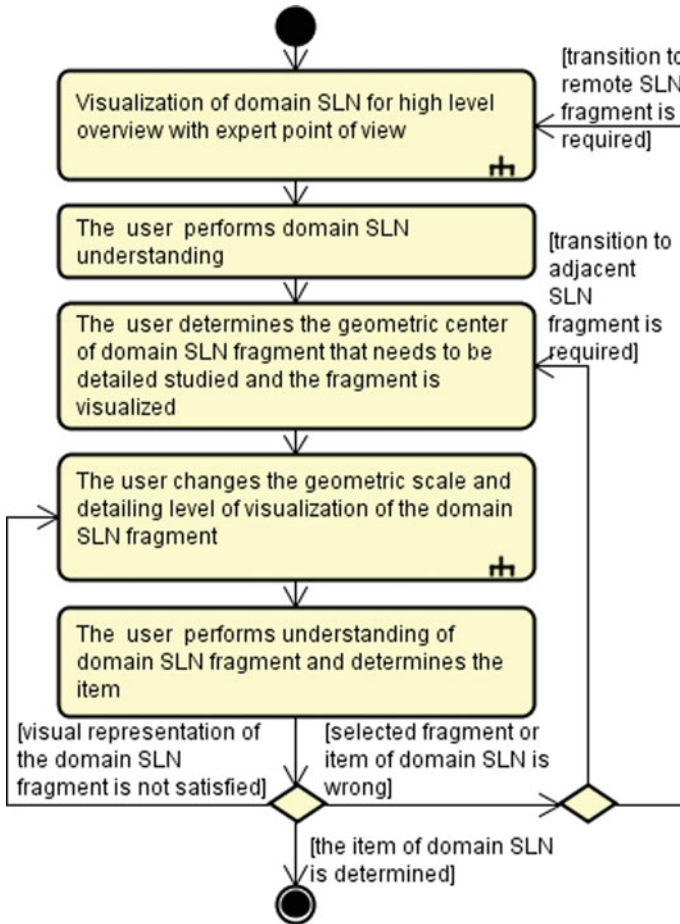 [transition to
remote SLN
fragment is
required]
Visualization of domain SLN for high level
overview with expert point of view
The user performs domain SLN
understanding
[transition to
adjacent
SLN
fragment is
required]
The user determines the geometric center
of domain SLN fragment that needs to be
detailed studied and the fragment is
visualized
The user changes the geometric scale and
detailing level of visualization of the domain
SLN fragment
The user performs understanding of
domain SLN fragment and determines the
item
[visual representation of
the domain SLN
fragment is not satisfied]
[selected fragment or
item of domain SLN is
wrong]
[the item of domain SLN
is determined]